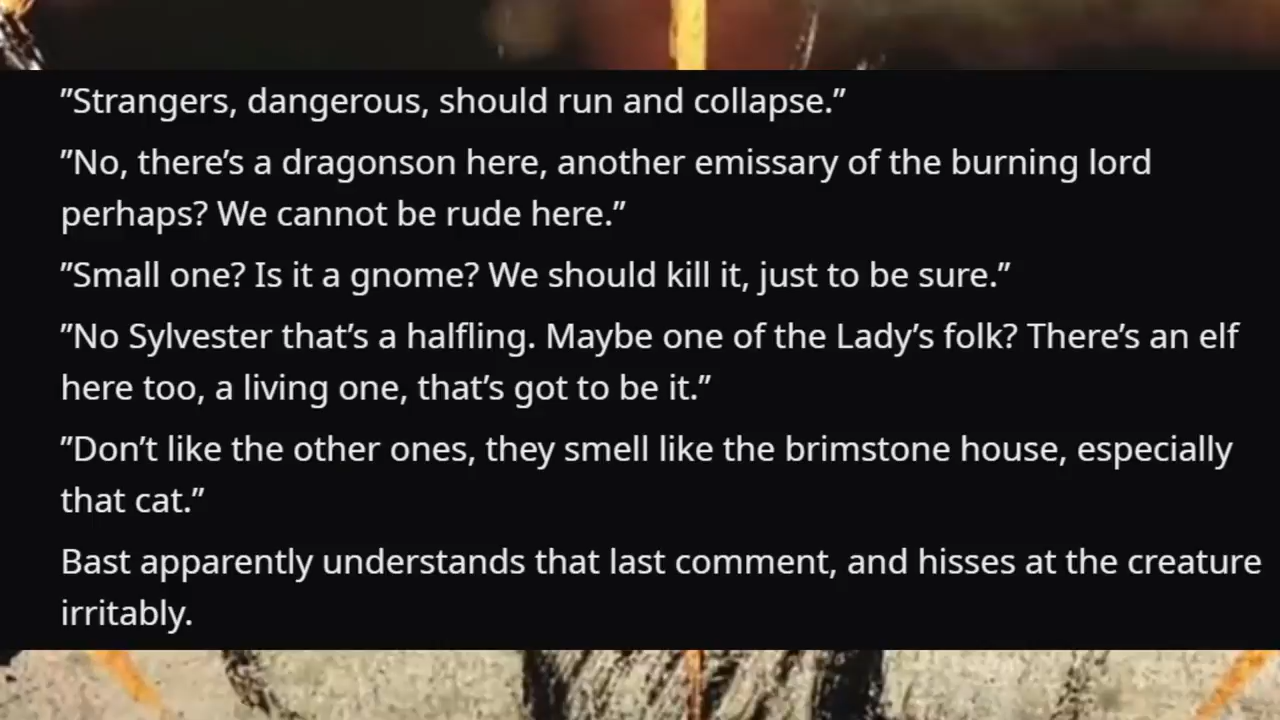 ”Strangers, dangerous, should run and collapse.”
”No, there’s a dragonson here, another emissary of the burning lord
perhaps? We cannot be rude here.”
”Small one? Is it a gnome? We should kill it, just to be sure.”
”No Sylvester that’s a halfling. Maybe one of the Lady’s folk? There’s an elf
here too, a living one, that’s got to be it.”
”Don’t like the other ones, they smell like the brimstone house, especially
that cat.”
Bast apparently understands that last comment, and hisses at the creature
irritably.